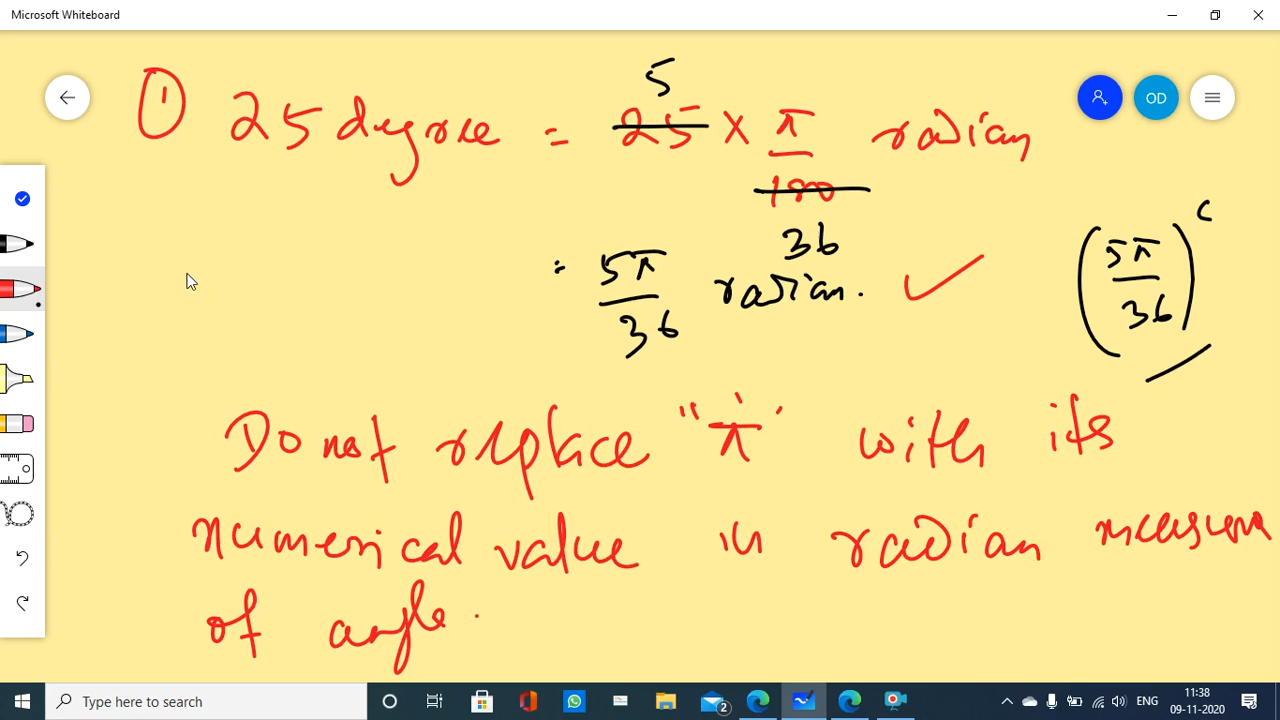 Microsoft Whiteboard
5
① 25 degree = 25 × π radian
180
36
= 5π radian.
36
(5π)ᶜ
36
OD
Do not replace "π" with its
numerical value in radian measure
of angle.
Type here to search
2
ENG
11:38
09-11-2020